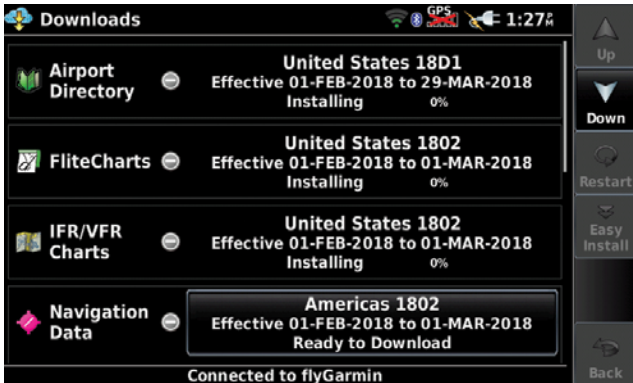 Downloads
GPS
1:27PM
Up
Airport
Directory
United States 18D1
Effective 01-FEB-2018 to 29-MAR-2018
Installing 0%
Down
FliteCharts
United States 1802
Effective 01-FEB-2018 to 01-MAR-2018
Installing 0%
Restart
IFR/VFR
Charts
United States 1802
Effective 01-FEB-2018 to 01-MAR-2018
Installing 0%
Easy
Install
Navigation
Data
Americas 1802
Effective 01-FEB-2018 to 01-MAR-2018
Ready to Download
Connected to flyGarmin
Back